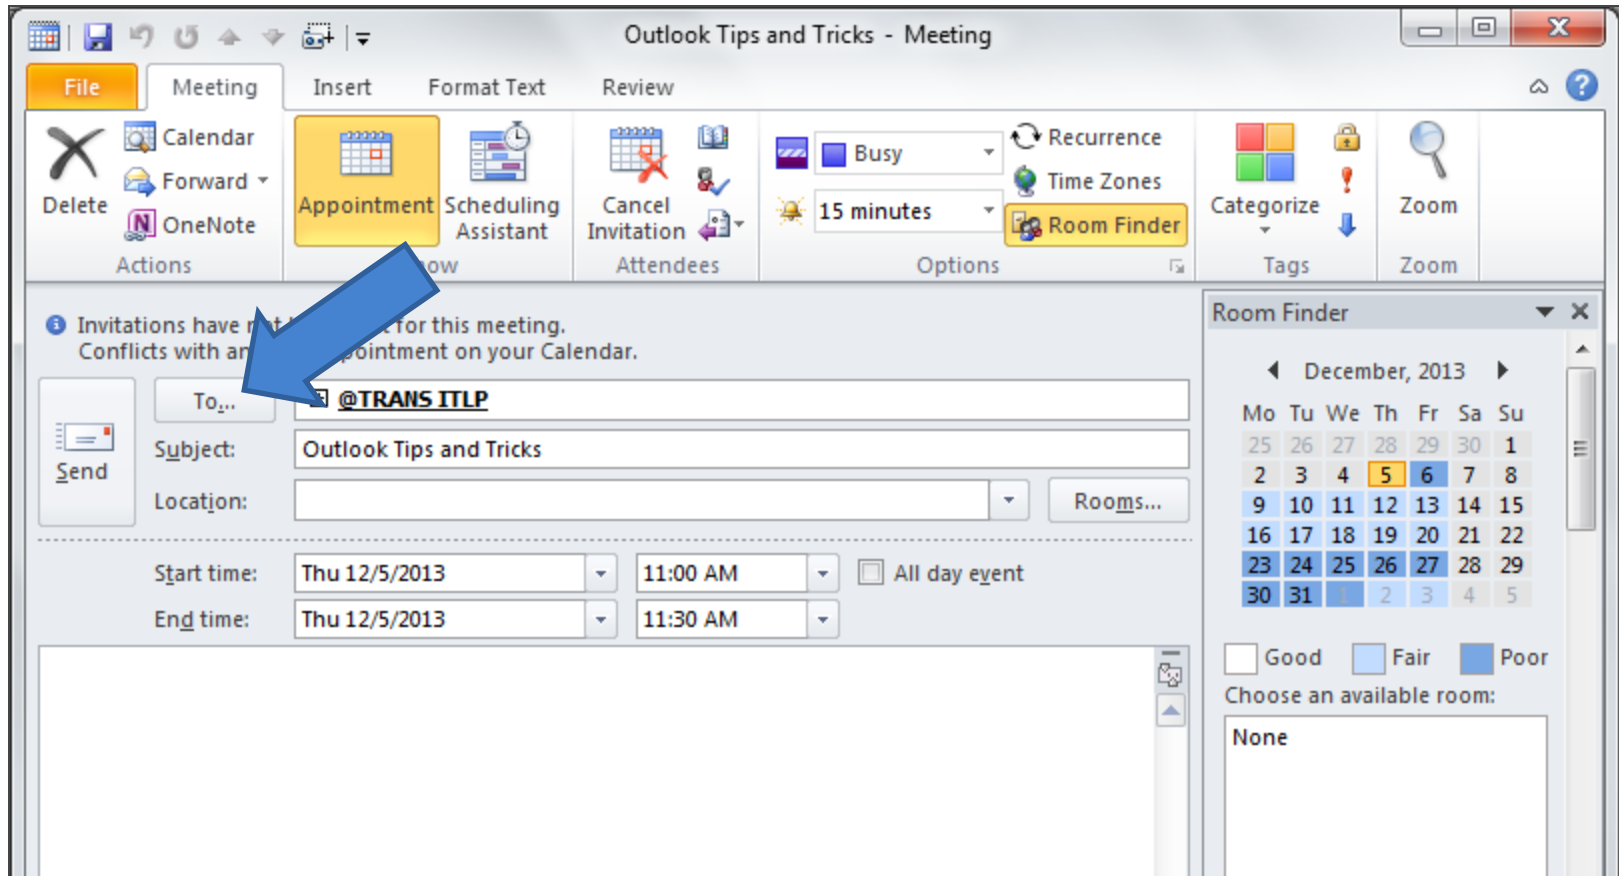 Outlook Tips and Tricks - Meeting
File Meeting Insert Format Text Review
Delete
Calendar
Forward
OneNote
Actions
Appointment
Scheduling
Assistant
Cancel
Invitation
Attendees
Busy
15 minutes
Recurrence
Time Zones
Room Finder
Options
Categorize
Tags
Zoom
Zoom
Invitations have for this meeting.
Conflicts with on your Calendar.
Send
To... @TRANS ITLP
Subject: Outlook Tips and Tricks
Location: Rooms...
Start time: Thu 12/5/2013 11:00 AM All day event
End time: Thu 12/5/2013 11:30 AM
Room Finder
December, 2013
Mo Tu We Th Fr Sa Su
25 26 27 28 29 30 1
2 3 4 5 6 7 8
9 10 11 12 13 14 15
16 17 18 19 20 21 22
23 24 25 26 27 28 29
30 31 1 2 3 4 5
Good Fair Poor
Choose an available room:
None